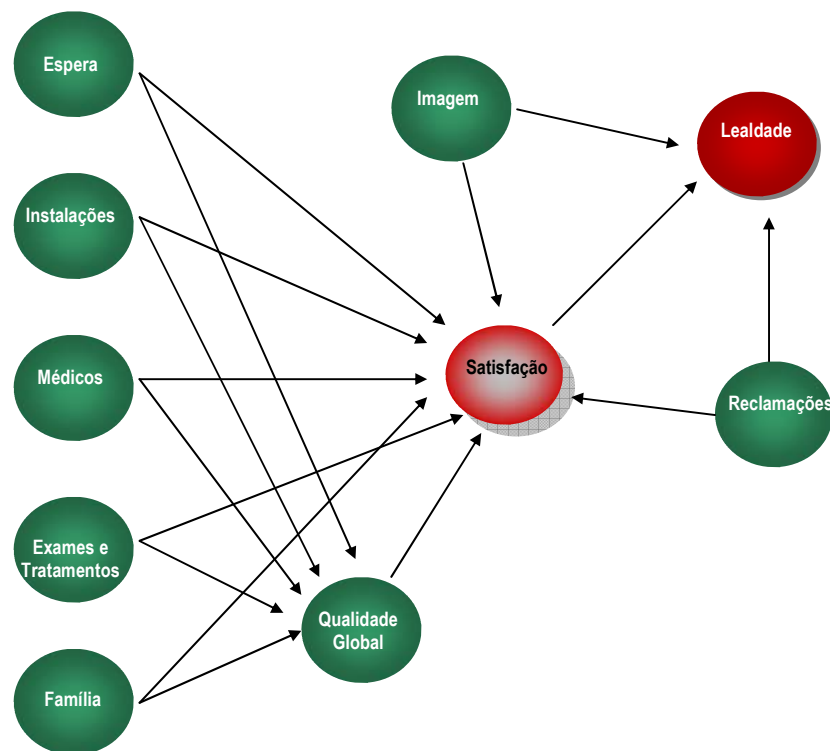 Espera
Imagem
Lealdade
Instalações
Satisfação
Médicos
Reclamações
Exames e
Tratamentos
Qualidade
Global
Família